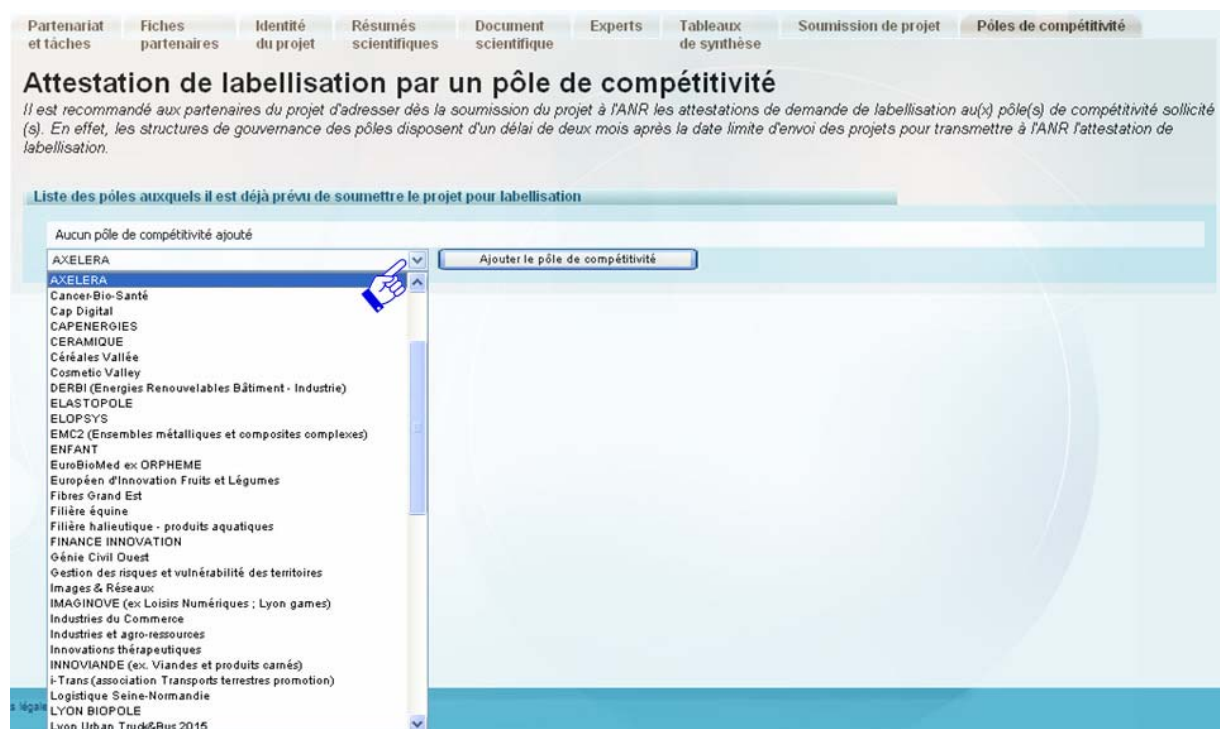 Partenariat et tâches
Fiches partenaires
Identité du projet
Résumés scientifiques
Document scientifique
Experts
Tableaux de synthèse
Soumission de projet
Pôles de compétitivité
Attestation de labellisation par un pôle de compétitivité
Il est recommandé aux partenaires du projet d'adresser dès la soumission du projet à l'ANR les attestations de demande de labellisation au(x) pôle(s) de compétitivité sollicité
(s). En effet, les structures de gouvernance des pôles disposent d'un délai de deux mois après la date limite d'envoi des projets pour transmettre à l'ANR l'attestation de
labellisation.
Liste des pôles auxquels il est déjà prévu de soumettre le projet pour labellisation
Aucun pôle de compétitivité ajouté
AXELERA
Ajouter le pôle de compétitivité
AXELERA
Cancer-Bio-Santé
Cap Digital
CAPENERGIES
CERAMIQUE
Céréales Vallée
Cosmetic Valley
DERBI (Energies Renouvelables Bâtiment - Industrie)
ELASTOPOLE
ELOPSYS
EMC2 (Ensembles métalliques et composites complexes)
ENFANT
EuroBioMed ex ORPHEME
Européen d'Innovation Fruits et Légumes
Fibres Grand Est
Filière équine
Filière halieutique - produits aquatiques
FINANCE INNOVATION
Génie Civil Ouest
Gestion des risques et vulnérabilité des territoires
Images & Réseaux
IMAGINOVE (ex Loisirs Numériques ; Lyon games)
Industries du Commerce
Industries et agro-ressources
Innovations thérapeutiques
INNOVIANDE (ex. Viandes et produits carnés)
i-Trans (association Transports terrestres promotion)
Logistique Seine-Normandie
s légale
LYON BIOPOLE
Lyon Urban Truck&Bus 2015